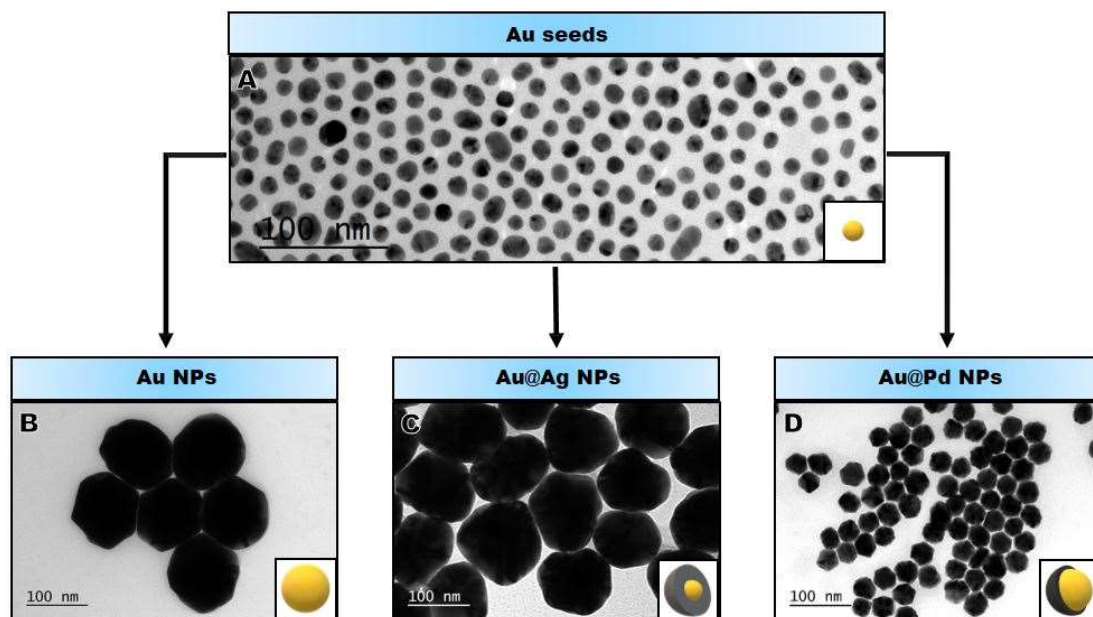 Au seeds
A
100 nm
Au NPs
Au@Ag NPs
Au@Pd NPs
B
C
D
100 nm
100 nm
100 nm